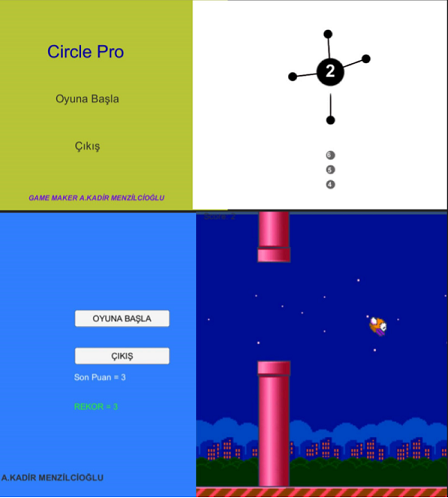 Circle Pro
Oyuna Başla
Çıkış
GAME MAKER A.KADİR MENZİLCİOĞLU
2
6
5
4
OYUNA BAŞLA
ÇIKIŞ
Son Puan = 3
REKOR = 3
A.KADİR MENZİLCİOĞLU